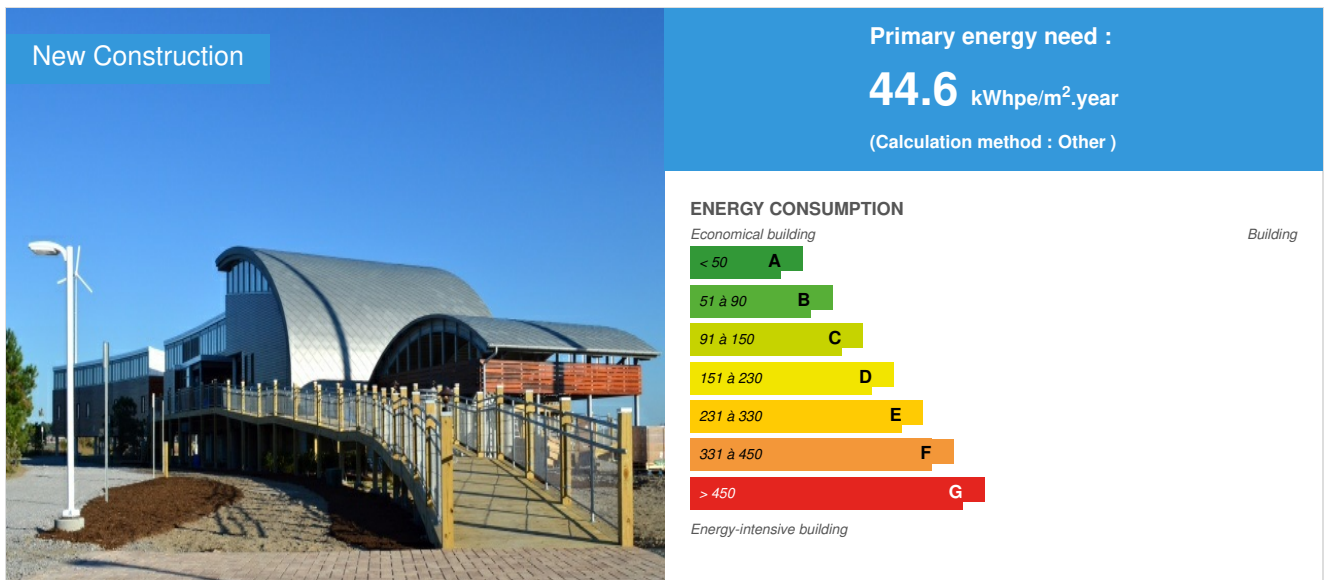 New Construction
Primary energy need :
44.6 kWhpe/m².year
(Calculation method : Other )
ENERGY CONSUMPTION
Economical building
Building
< 50 A
51 à 90 B
91 à 150 C
151 à 230 D
231 à 330 E
331 à 450 F
> 450 G
Energy-intensive building